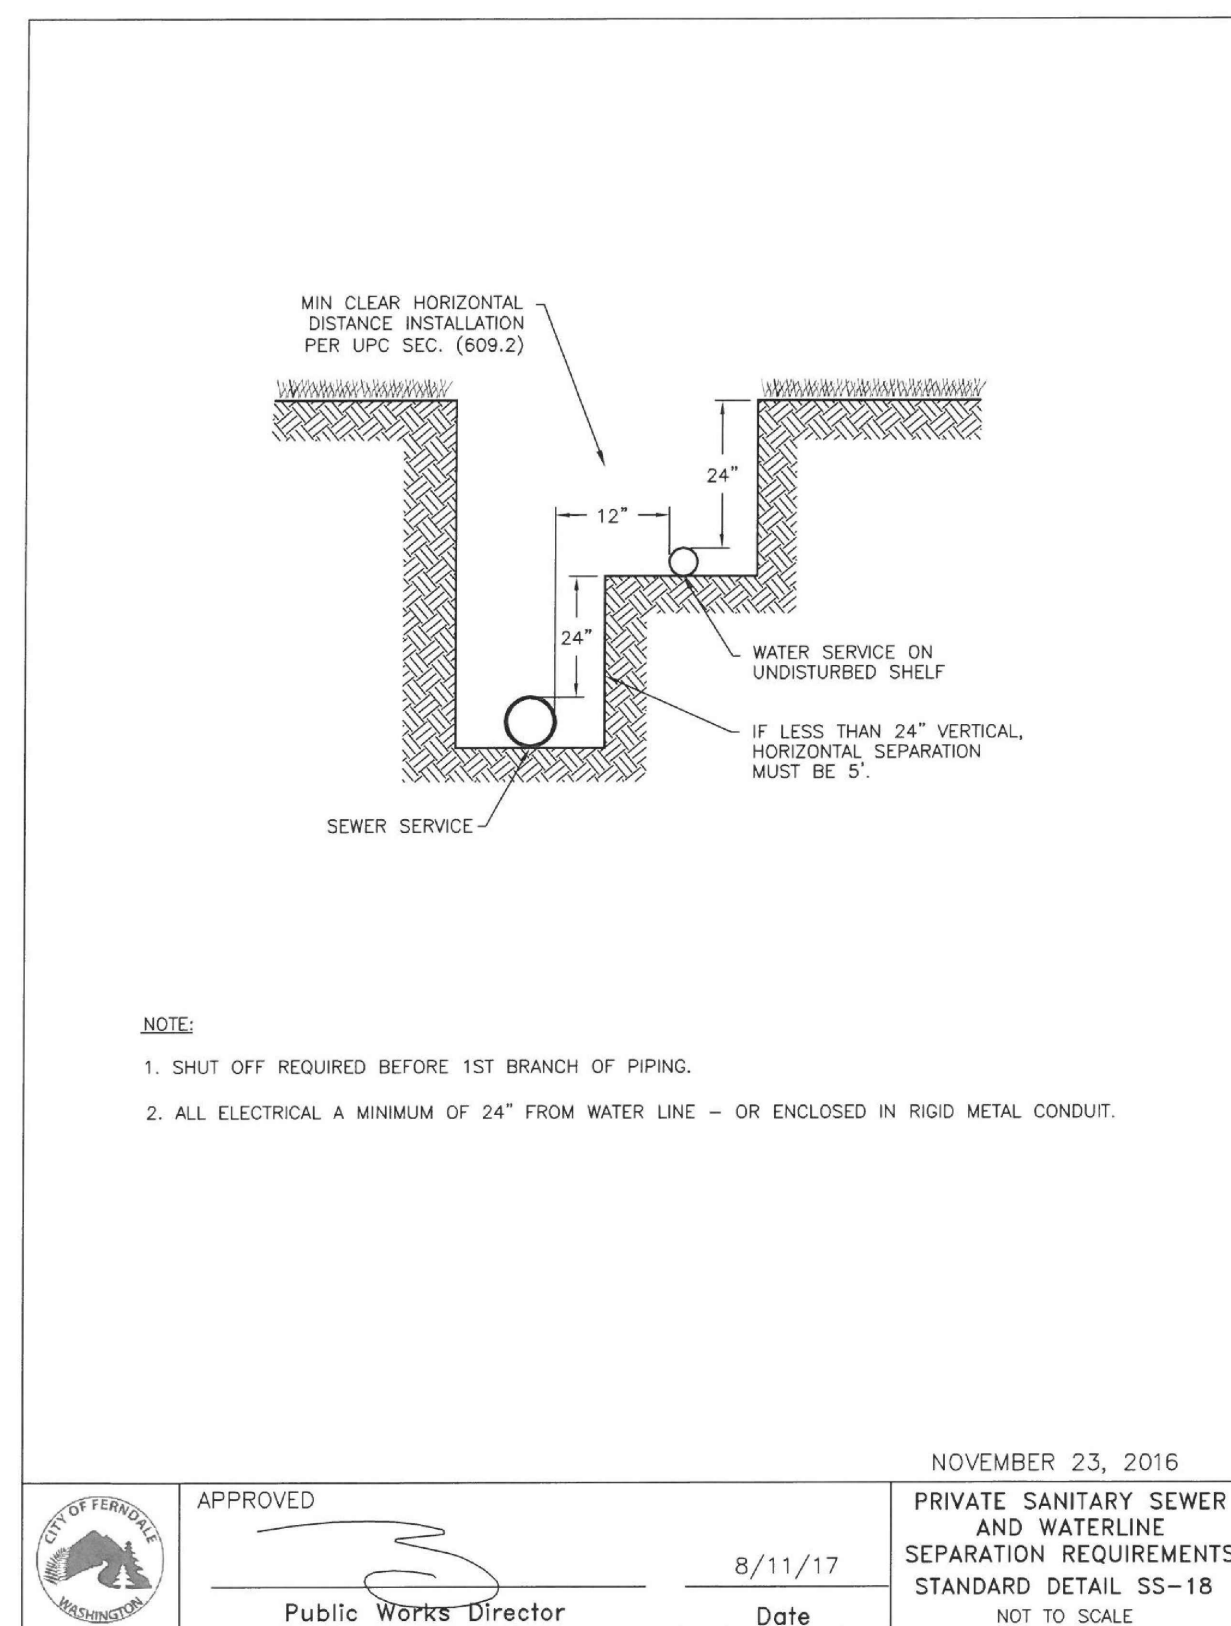 MIN CLEAR HORIZONTAL
DISTANCE INSTALLATION
PER UPC SEC. (609.2)
24"
12"
24"
WATER SERVICE ON
UNDISTURBED SHELF
IF LESS THAN 24" VERTICAL,
HORIZONTAL SEPARATION
MUST BE 5'.
SEWER SERVICE
NOTE:
1. SHUT OFF REQUIRED BEFORE 1ST BRANCH OF PIPING.
2. ALL ELECTRICAL A MINIMUM OF 24" FROM WATER LINE – OR ENCLOSED IN RIGID METAL CONDUIT.
NOVEMBER 23, 2016
CITY OF FERNDALE
WASHINGTON
APPROVED
Public Works Director
8/11/17
Date
PRIVATE SANITARY SEWER
AND WATERLINE
SEPARATION REQUIREMENTS
STANDARD DETAIL SS-18
NOT TO SCALE